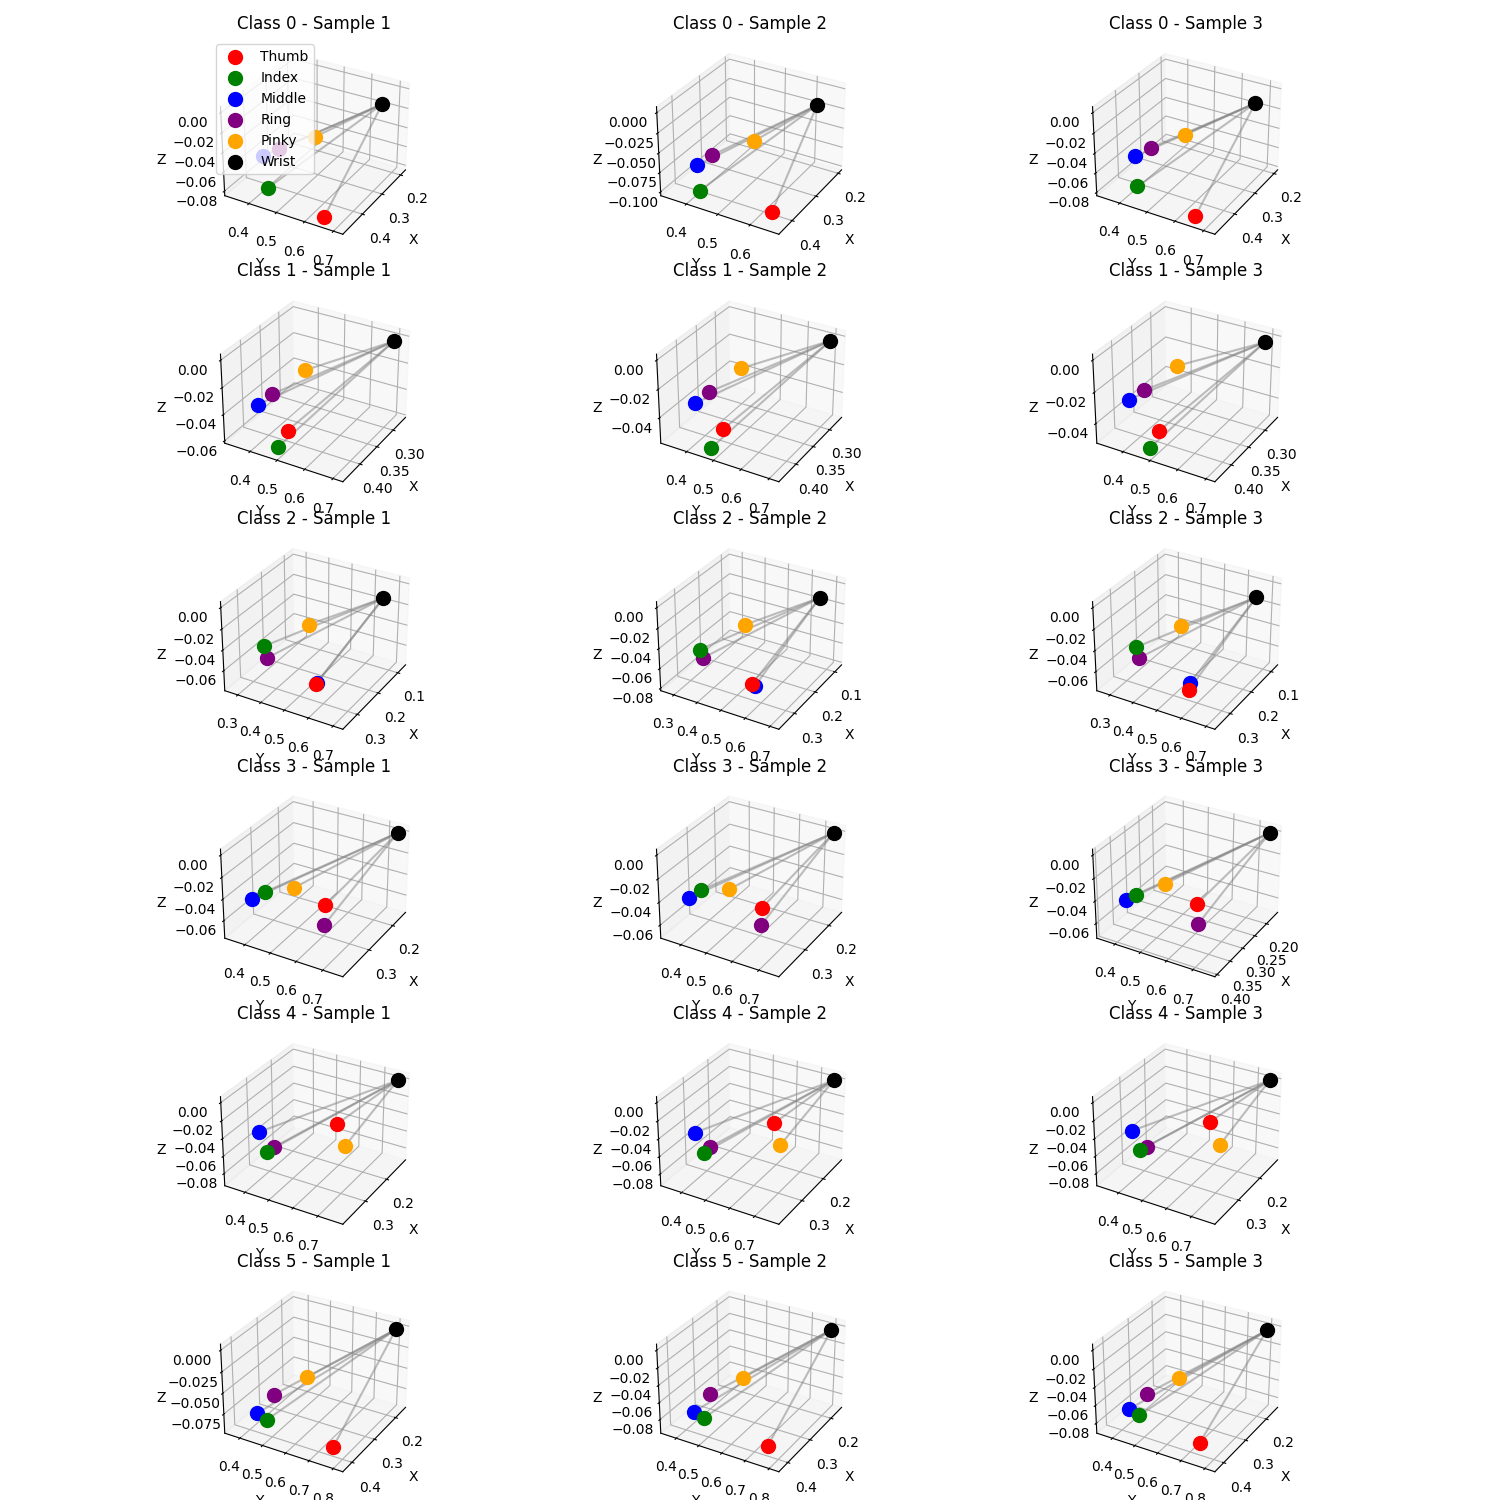 Class 0 - Sample 1
Class 0 - Sample 2
Class 0 - Sample 3
Thumb
Index
Middle
Ring
Pinky
Wrist
0.00
−0.02
Z −0.04
−0.06
−0.08
0.4 0.5 0.6 0.7
Y
0.2
0.3
0.4
X
0.000
−0.025
Z −0.050
−0.075
−0.100
0.4 0.5 0.6
Y
0.2
0.3
0.4
X
0.00
−0.02
Z −0.04
−0.06
−0.08
0.4 0.5 0.6 0.7
Y
0.2
0.3
0.4
X
Class 1 - Sample 1
Class 1 - Sample 2
Class 1 - Sample 3
0.00
−0.02
Z
−0.04
−0.06
0.4 0.5 0.6 0.7
Y
0.30
0.35
0.40
X
0.00
−0.02
Z
−0.04
0.4 0.5 0.6 0.7
Y
0.30
0.35
0.40
X
0.00
−0.02
Z
−0.04
0.4 0.5 0.6 0.7
Y
0.30
0.35
0.40
X
Class 2 - Sample 1
Class 2 - Sample 2
Class 2 - Sample 3
0.00
−0.02
Z −0.04
−0.06
0.3 0.4 0.5 0.6 0.7
Y
0.1
0.2
0.3
X
0.00
−0.02
Z −0.04
−0.06
−0.08
0.3 0.4 0.5 0.6 0.7
Y
0.1
0.2
0.3
X
0.00
−0.02
Z −0.04
−0.06
0.3 0.4 0.5 0.6 0.7
Y
0.1
0.2
0.3
X
Class 3 - Sample 1
Class 3 - Sample 2
Class 3 - Sample 3
0.00
−0.02
Z −0.04
−0.06
0.4 0.5 0.6 0.7
Y
0.2
0.3
X
0.00
−0.02
Z −0.04
−0.06
0.4 0.5 0.6 0.7
Y
0.2
0.3
X
0.00
−0.02
Z −0.04
−0.06
0.4 0.5 0.6 0.7
Y
0.20
0.25
0.30
0.35
0.40
X
Class 4 - Sample 1
Class 4 - Sample 2
Class 4 - Sample 3
0.00
−0.02
Z −0.04
−0.06
−0.08
0.4 0.5 0.6 0.7
Y
0.2
0.3
X
0.00
−0.02
Z −0.04
−0.06
−0.08
0.4 0.5 0.6 0.7
Y
0.2
0.3
X
0.00
−0.02
Z −0.04
−0.06
−0.08
0.4 0.5 0.6 0.7
Y
0.2
0.3
X
Class 5 - Sample 1
Class 5 - Sample 2
Class 5 - Sample 3
0.000
−0.025
Z −0.050
−0.075
0.4 0.5 0.6 0.7 0.8
Y
0.2
0.3
0.4
X
0.00
−0.02
Z −0.04
−0.06
−0.08
0.4 0.5 0.6 0.7 0.8
Y
0.2
0.3
0.4
X
0.00
−0.02
Z −0.04
−0.06
−0.08
0.4 0.5 0.6 0.7 0.8
Y
0.2
0.3
0.4
X